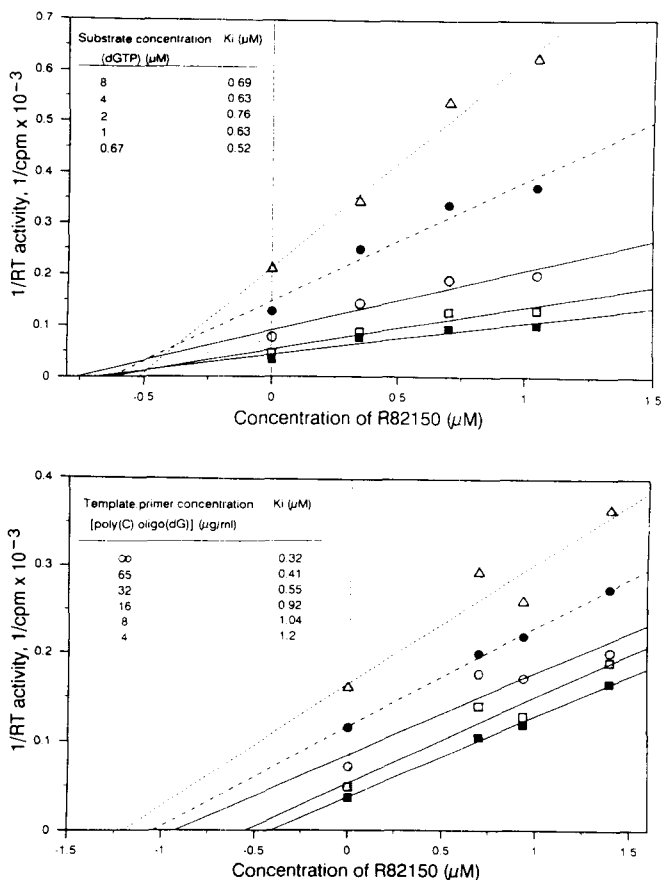 Substrate concentration Ki (µM)
(dGTP) (µM)
8 0.69
4 0.63
2 0.76
1 0.63
0.67 0.52
1/RT activity, 1/cpm x 10⁻³
0.7
0.6
0.5
0.4
0.3
0.2
0.1
0
-1 -0.5 0 0.5 1 1.5
Concentration of R82150 (µM)
Template.primer concentration Ki (µM)
[poly(C) oligo(dG)] (µg/ml)
∞ 0.32
65 0.41
32 0.55
16 0.92
8 1.04
4 1.2
1/RT activity, 1/cpm x 10⁻³
0.4
0.3
0.2
0.1
0
-1.5 -1 -0.5 0 0.5 1 1.5
Concentration of R82150 (µM)